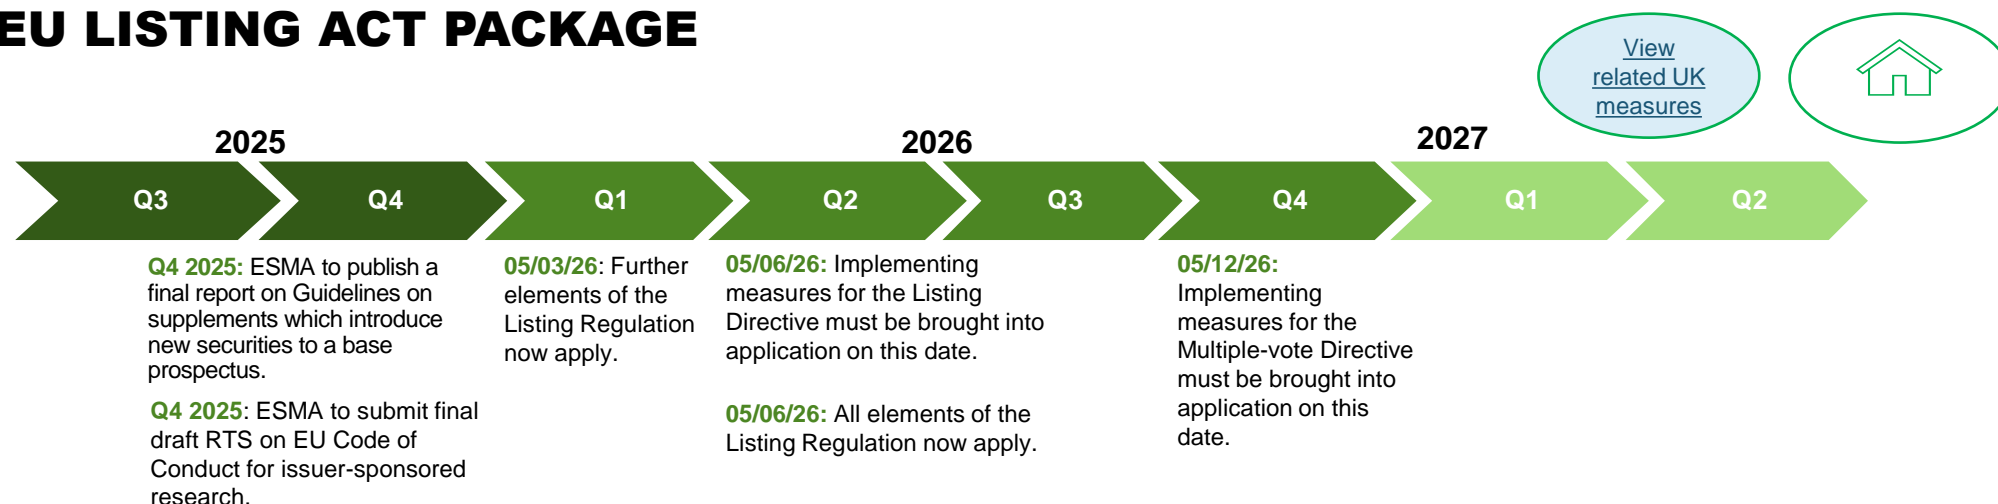 EU LISTING ACT PACKAGE
View
related UK
measures
2025
2026
2027
Q3
Q4
Q1
Q2
Q3
Q4
Q1
Q2
Q4 2025: ESMA to publish a
final report on Guidelines on
supplements which introduce
new securities to a base
prospectus.
Q4 2025: ESMA to submit final
draft RTS on EU Code of
Conduct for issuer-sponsored
research.
05/03/26: Further
elements of the
Listing Regulation
now apply.
05/06/26: Implementing
measures for the Listing
Directive must be brought into
application on this date.
05/06/26: All elements of the
Listing Regulation now apply.
05/12/26:
Implementing
measures for the
Multiple-vote Directive
must be brought into
application on this
date.